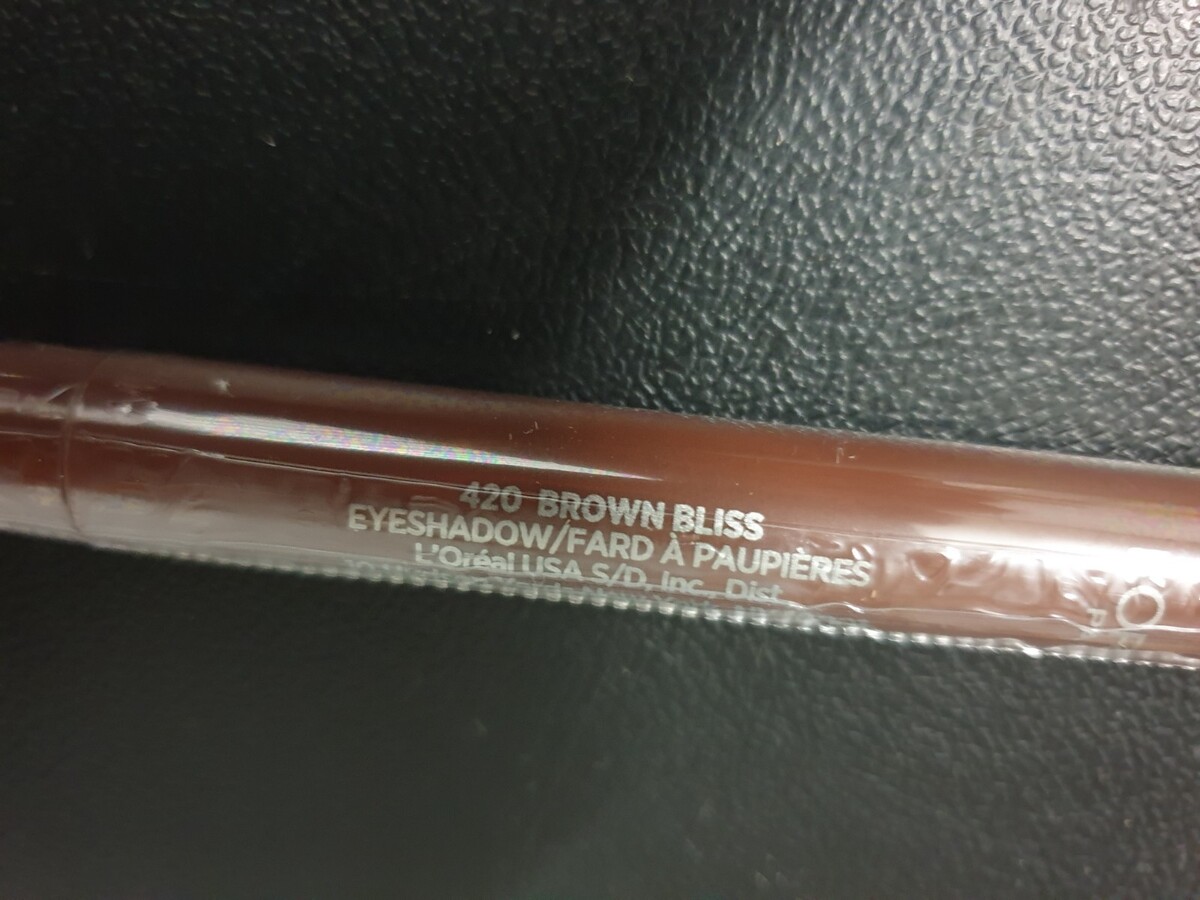 420 BROWN BLISS
EYESHADOW/FARD À PAUPIÈRES
L'Oréal USA S/D, Inc., Dist.